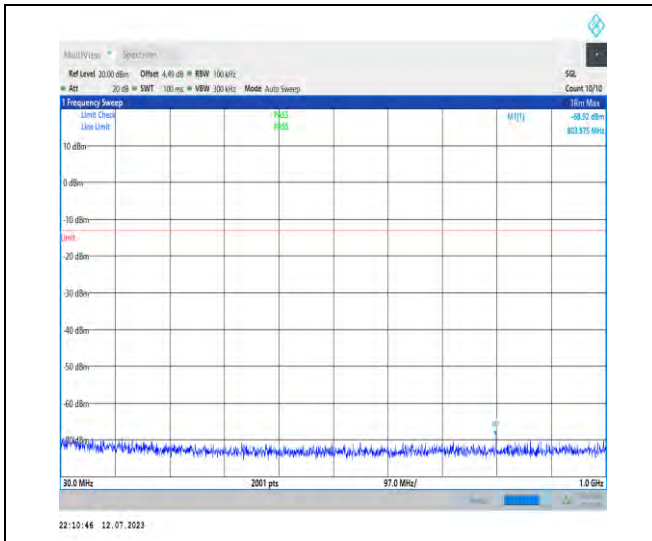 MultiView Spectrum
Ref Level 20.00 dBm Offset 4.49 dB RBW 100 kHz SGL
Att 20 dB SWT 100 ms VBW 300 kHz Mode Auto Sweep Count 10/10
1 Frequency Sweep 1Rm Max
Limit Check PASS M1[1] -68.92 dBm
Line Limit PASS 803.575 MHz
10 dBm
0 dBm
-10 dBm
Limit
-20 dBm
-30 dBm
-40 dBm
-50 dBm
-60 dBm
M1
-70 dBm
30.0 MHz 2001 pts 97.0 MHz/ 1.0 GHz
22:10:46 12.07.2023